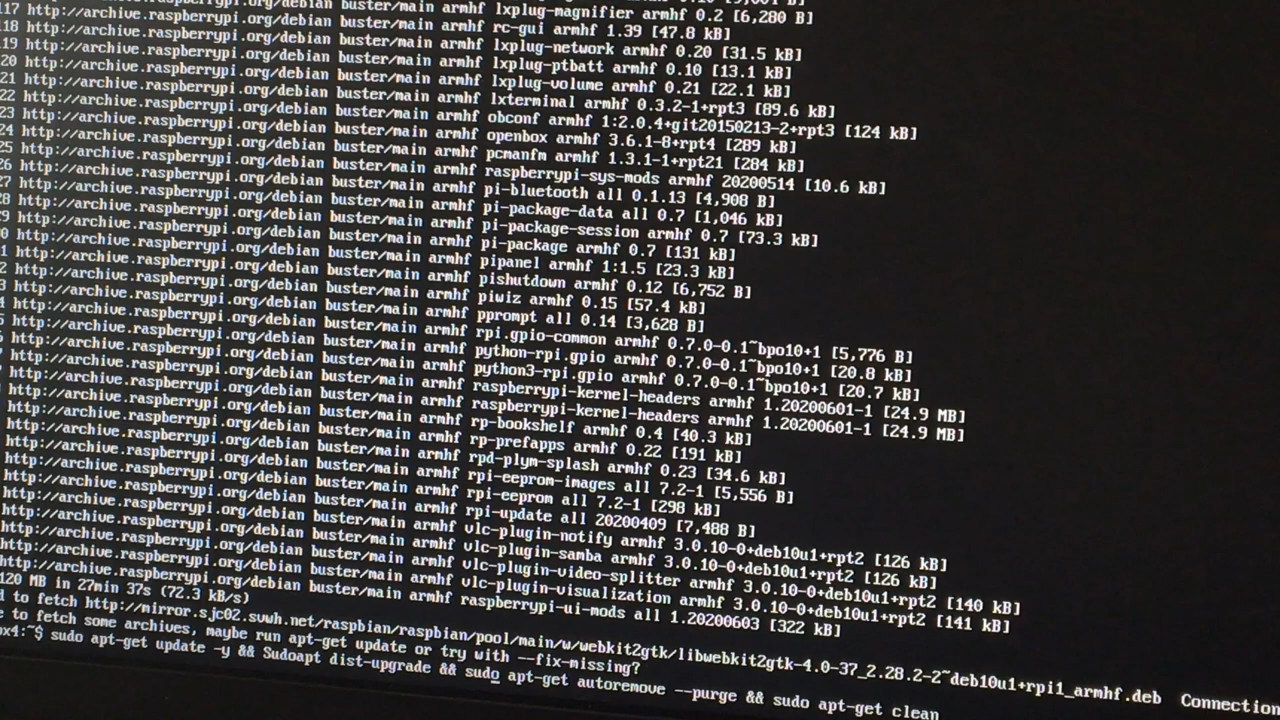 117 http://archive.raspberrypi.org/debian buster/main armhf lxplug-magnifier armhf 0.2 [6,280 B]
118 http://archive.raspberrypi.org/debian buster/main armhf rc-gui armhf 1.39 [47.8 kB]
119 http://archive.raspberrypi.org/debian buster/main armhf lxplug-network armhf 0.20 [31.5 kB]
20 http://archive.raspberrypi.org/debian buster/main armhf lxplug-ptbatt armhf 0.10 [13.1 kB]
21 http://archive.raspberrypi.org/debian buster/main armhf lxplug-volume armhf 0.21 [22.1 kB]
22 http://archive.raspberrypi.org/debian buster/main armhf lxterminal armhf 0.3.2-1+rpt3 [89.6 kB]
23 http://archive.raspberrypi.org/debian buster/main armhf obconf armhf 1:2.0.4+git20150213-2+rpt3 [124 kB]
24 http://archive.raspberrypi.org/debian buster/main armhf openbox armhf 3.6.1-8+rpt4 [289 kB]
25 http://archive.raspberrypi.org/debian buster/main armhf pcmanfm armhf 1.3.1-1+rpt21 [284 kB]
26 http://archive.raspberrypi.org/debian buster/main armhf raspberrypi-sys-mods armhf 20200514 [10.6 kB]
27 http://archive.raspberrypi.org/debian buster/main armhf pi-bluetooth all 0.1.13 [4,908 B]
28 http://archive.raspberrypi.org/debian buster/main armhf pi-package-data all 0.7 [1,046 kB]
29 http://archive.raspberrypi.org/debian buster/main armhf pi-package-session armhf 0.7 [73.3 kB]
0 http://archive.raspberrypi.org/debian buster/main armhf pi-package armhf 0.7 [131 kB]
1 http://archive.raspberrypi.org/debian buster/main armhf pipanel armhf 1:1.5 [23.3 kB]
2 http://archive.raspberrypi.org/debian buster/main armhf pishutdown armhf 0.12 [6,752 B]
3 http://archive.raspberrypi.org/debian buster/main armhf piwiz armhf 0.15 [57.4 kB]
4 http://archive.raspberrypi.org/debian buster/main armhf pprompt all 0.14 [3,628 B]
5 http://archive.raspberrypi.org/debian buster/main armhf rpi.gpio-common armhf 0.7.0-0.1~bpo10+1 [5,776 B]
http://archive.raspberrypi.org/debian buster/main armhf python-rpi.gpio armhf 0.7.0-0.1~bpo10+1 [20.8 kB]
http://archive.raspberrypi.org/debian buster/main armhf python3-rpi.gpio armhf 0.7.0-0.1~bpo10+1 [20.7 kB]
http://archive.raspberrypi.org/debian buster/main armhf raspberrypi-kernel-headers armhf 1.20200601-1 [24.9 MB]
http://archive.raspberrypi.org/debian buster/main armhf raspberrypi-kernel-headers armhf 1.20200601-1 [24.9 MB]
http://archive.raspberrypi.org/debian buster/main armhf rp-bookshelf armhf 0.4 [40.3 kB]
http://archive.raspberrypi.org/debian buster/main armhf rp-prefapps armhf 0.22 [191 kB]
http://archive.raspberrypi.org/debian buster/main armhf rpd-plym-splash armhf 0.23 [34.6 kB]
http://archive.raspberrypi.org/debian buster/main armhf rpi-eeprom-images all 7.2-1 [5,556 B]
http://archive.raspberrypi.org/debian buster/main armhf rpi-eeprom all 7.2-1 [298 kB]
http://archive.raspberrypi.org/debian buster/main armhf rpi-update all 20200409 [7,488 B]
http://archive.raspberrypi.org/debian buster/main armhf vlc-plugin-notify armhf 3.0.10-0+deb10u1+rpt2 [126 kB]
http://archive.raspberrypi.org/debian buster/main armhf vlc-plugin-samba armhf 3.0.10-0+deb10u1+rpt2 [126 kB]
http://archive.raspberrypi.org/debian buster/main armhf vlc-plugin-video-splitter armhf 3.0.10-0+deb10u1+rpt2 [140 kB]
http://archive.raspberrypi.org/debian buster/main armhf vlc-plugin-visualization armhf 3.0.10-0+deb10u1+rpt2 [141 kB]
http://archive.raspberrypi.org/debian buster/main armhf raspberrypi-ui-mods all 1.20200603 [322 kB]
120 MB in 27min 37s (72.3 kB/s)
d to fetch http://mirror.sjc02.svwh.net/raspbian/raspbian/pool/main/w/webkit2gtk/libwebkit2gtk-4.0-37_2.28.2-2~deb10u1+rpi1_armhf.deb Connection
e to fetch some archives, maybe run apt-get update or try with --fix-missing?
ox4:~$ sudo apt-get update -y && Sudoapt dist-upgrade && sudo apt-get autoremove --purge && sudo apt-get clean